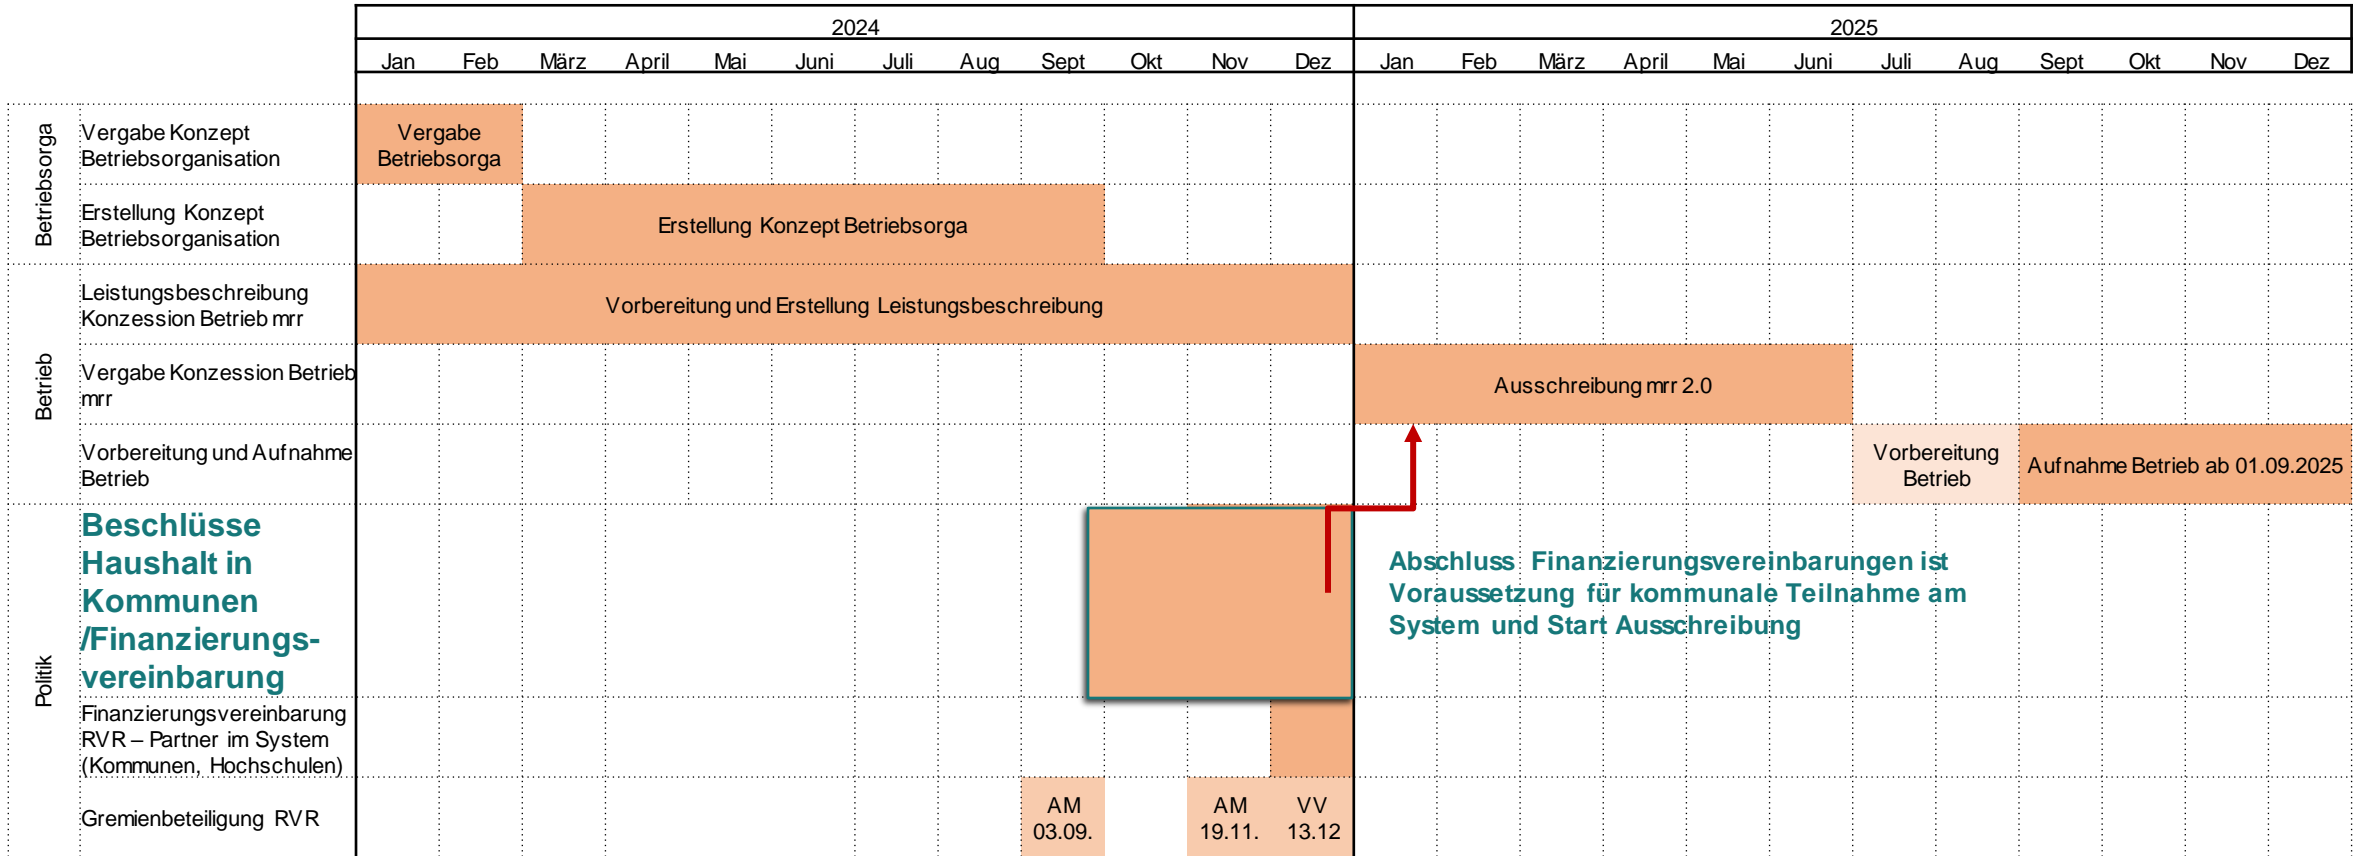 2024
2025
Jan Feb März April Mai Juni Juli Aug Sept Okt Nov Dez Jan Feb März April Mai Juni Juli Aug Sept Okt Nov Dez
Betriebsorga
Vergabe Konzept
Betriebsorganisation
Vergabe
Betriebsorga
Erstellung Konzept
Betriebsorganisation
Erstellung Konzept Betriebsorga
Betrieb
Leistungsbeschreibung
Konzession Betrieb mrr
Vorbereitung und Erstellung Leistungsbeschreibung
Vergabe Konzession Betrieb
mrr
Ausschreibung mrr 2.0
Vorbereitung und Aufnahme
Betrieb
Vorbereitung
Betrieb
Aufnahme Betrieb ab 01.09.2025
Politik
Beschlüsse
Haushalt in
Kommunen
/Finanzierungs-
vereinbarung
Abschluss Finanzierungsvereinbarungen ist
Voraussetzung für kommunale Teilnahme am
System und Start Ausschreibung
Finanzierungsvereinbarung
RVR – Partner im System
(Kommunen, Hochschulen)
Gremienbeteiligung RVR
AM
03.09.
AM
19.11.
VV
13.12